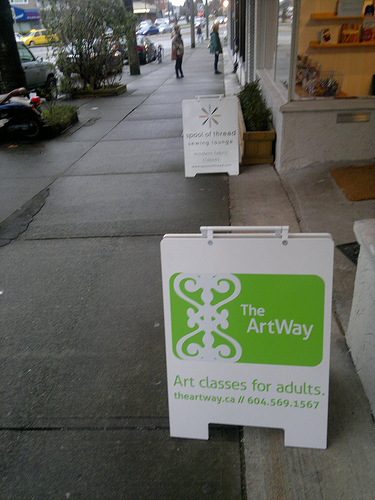 spool of thread
sewing lounge
The
ArtWay
Art classes for adults.
theartway.ca // 604.569.1567